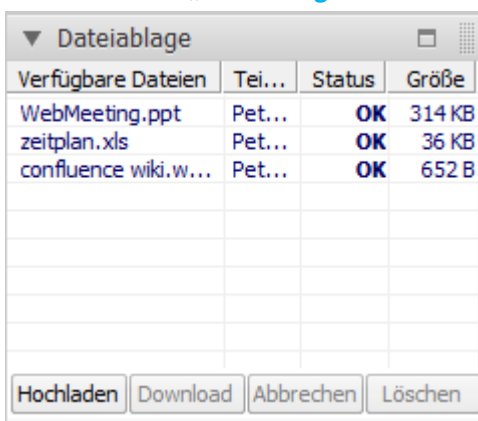 Dateiablage
Verfügbare Dateien Tei... Status Größe
WebMeeting.ppt Pet... OK 314 KB
zeitplan.xls Pet... OK 36 KB
confluence wiki.w... Pet... OK 652 B
Hochladen Download Abbrechen Löschen